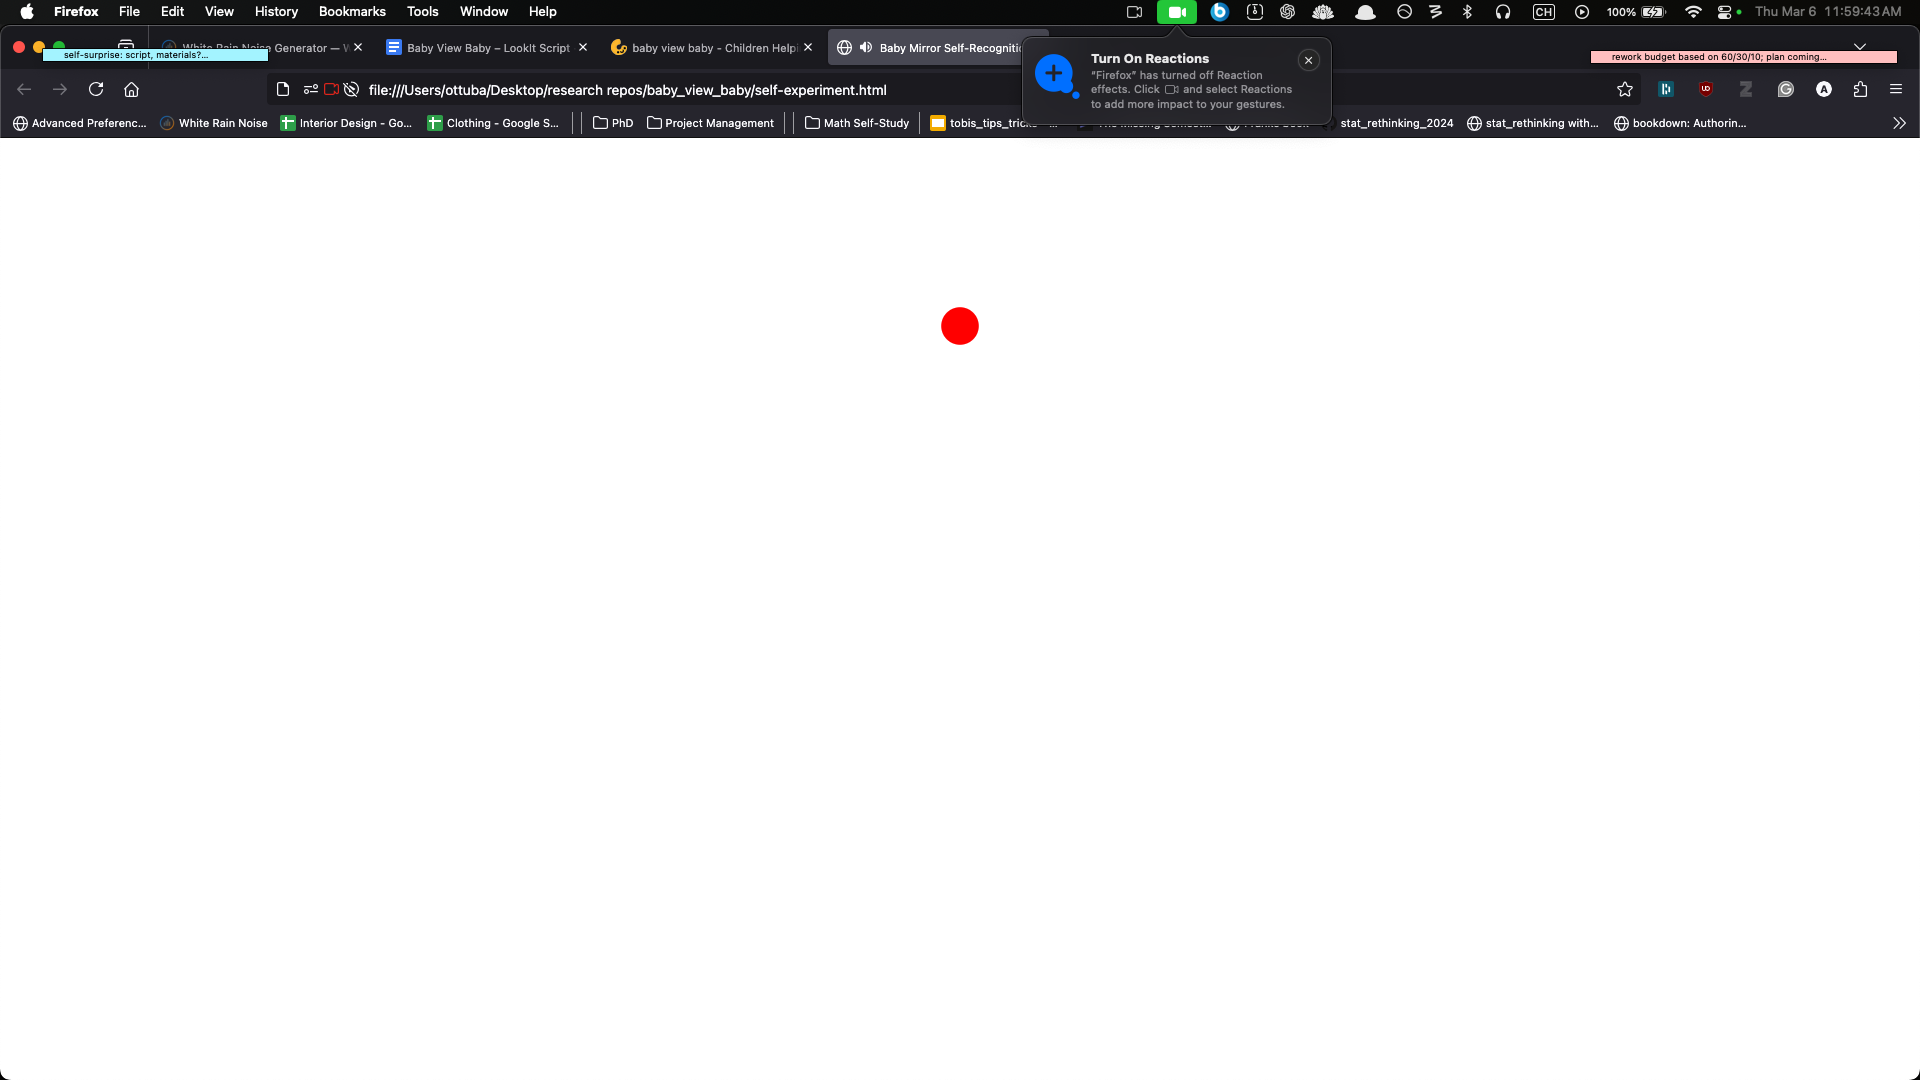 Firefox File Edit View History Bookmarks Tools Window Help CH 100% Thu Mar 6 11:59:43 AM
White Rain Noise Generator — W Baby View Baby – LookIt Script baby view baby - Children Help Baby Mirror Self-Recogniti
self-surprise: script, materials?...
rework budget based on 60/30/10; plan coming...
Turn On Reactions
"Firefox" has turned off Reaction
effects. Click and select Reactions
to add more impact to your gestures.
file:///Users/ottuba/Desktop/research repos/baby_view_baby/self-experiment.html
Advanced Preferenc... White Rain Noise Interior Design - Go... Clothing - Google S... PhD Project Management Math Self-Study tobis_tips_tricks stat_rethinking_2024 stat_rethinking with... bookdown: Authorin...